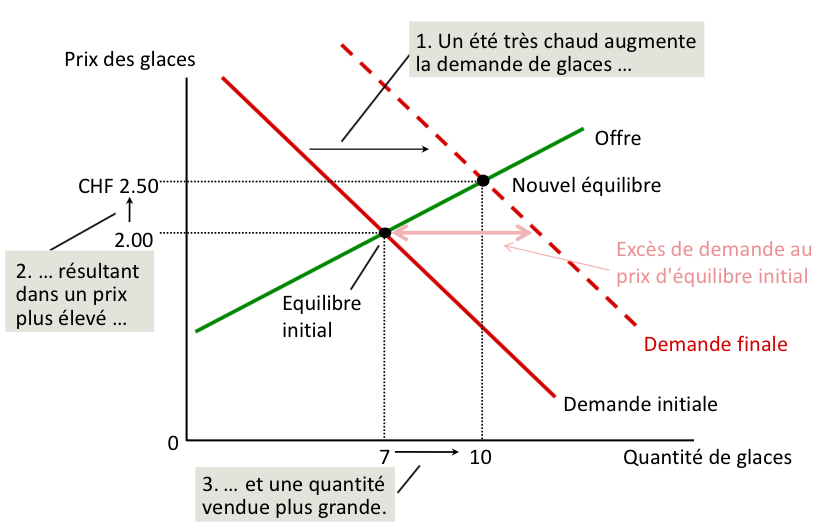 1. Un été très chaud augmente
la demande de glaces …
Prix des glaces
Offre
CHF 2.50
Nouvel équilibre
2.00
Excès de demande au
prix d'équilibre initial
2. … résultant
dans un prix
plus élevé …
Equilibre
initial
Demande finale
Demande initiale
0
7
10
Quantité de glaces
3. … et une quantité
vendue plus grande.